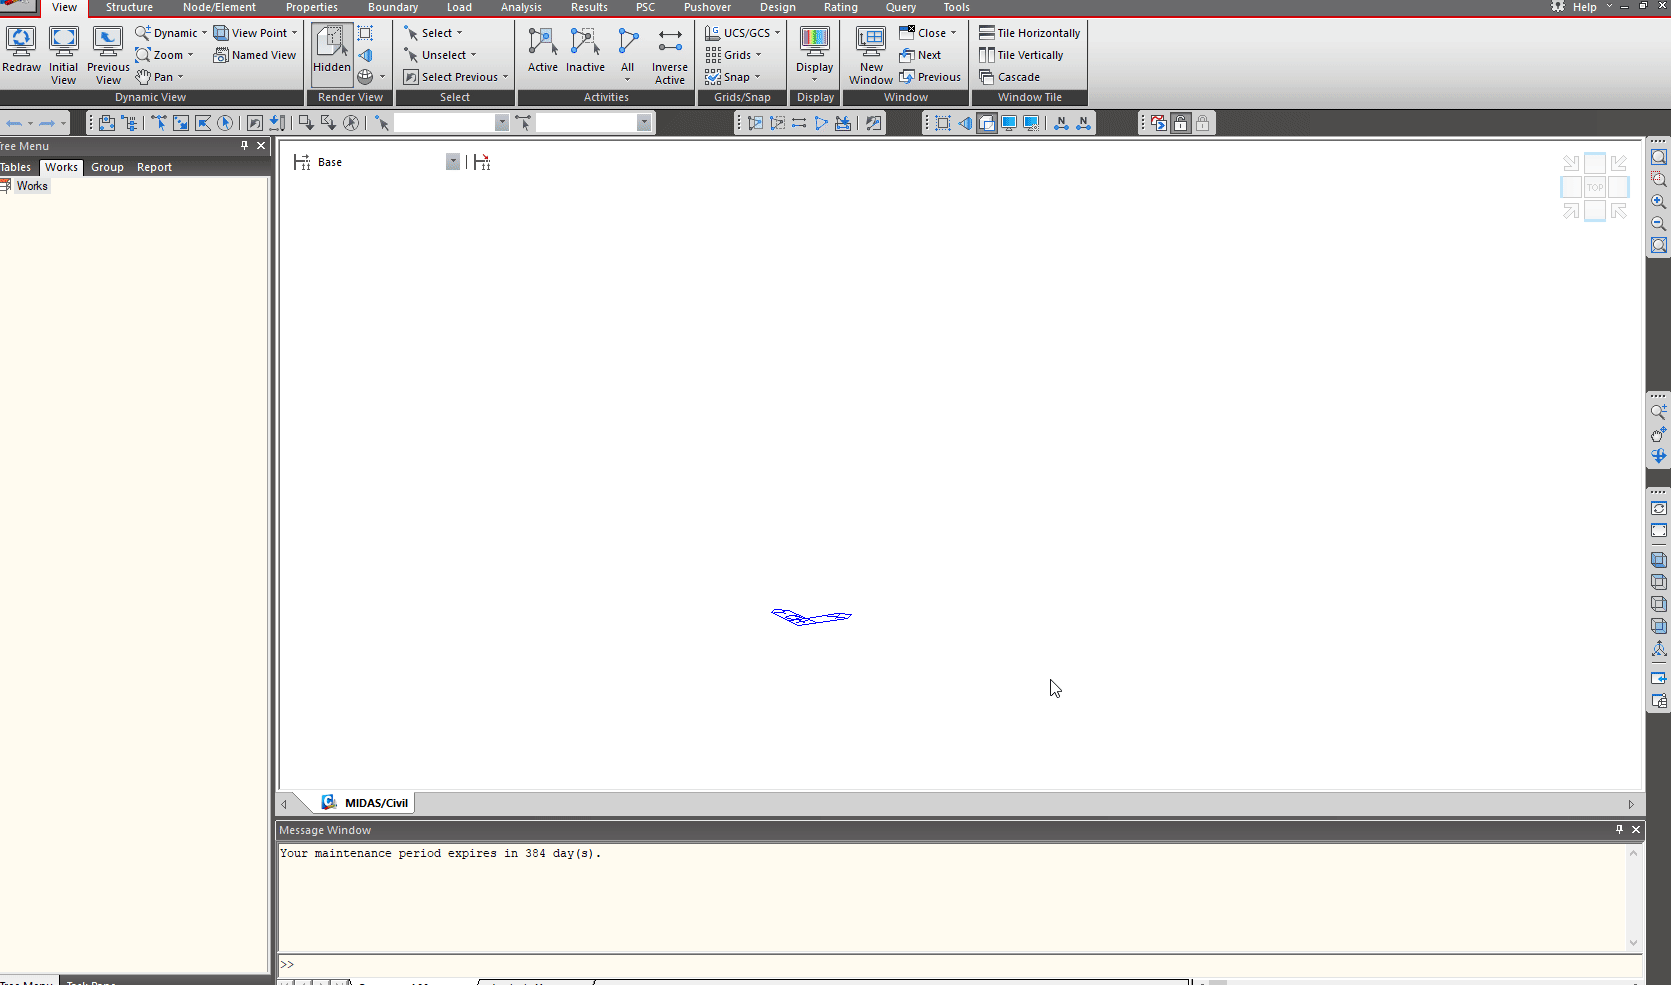 View Structure Node/Element Properties Boundary Load Analysis Results PSC Pushover Design Rating Query Tools Help
Redraw Initial View Previous View Dynamic Zoom Pan View Point Named View
Hidden
Select Unselect Select Previous
Active Inactive All Inverse Active
UCS/GCS Grids Snap
Display
New Window Close Next Previous
Tile Horizontally Tile Vertically Cascade
Dynamic View Render View Select Activities Grids/Snap Display Window Window Tile
Tree Menu
Tables Works Group Report
Works
Base
TOP
MIDAS/Civil
Message Window
Your maintenance period expires in 384 day(s).
>>